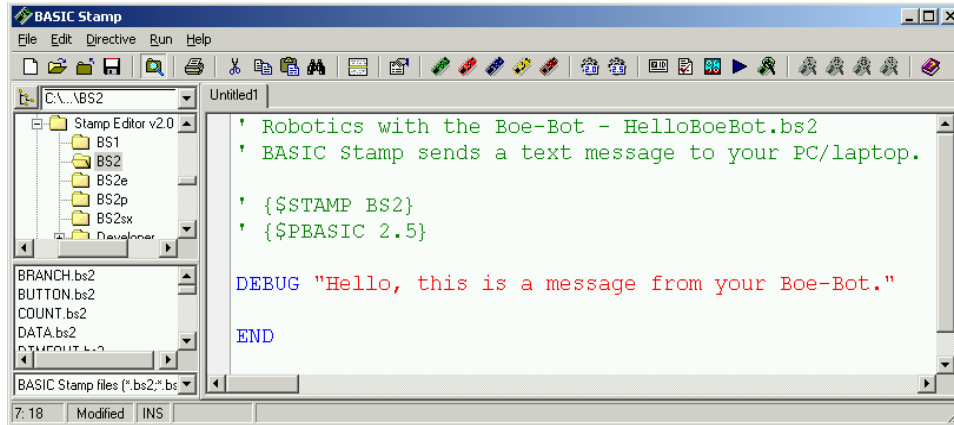 BASIC Stamp
File Edit Directive Run Help
C:\...\BS2
Untitled1
Stamp Editor v2.0
BS1
BS2
BS2e
BS2p
BS2sx
Developer
BRANCH.bs2
BUTTON.bs2
COUNT.bs2
DATA.bs2
BASIC Stamp files (*.bs2;*.bs
' Robotics with the Boe-Bot - HelloBoeBot.bs2
' BASIC Stamp sends a text message to your PC/laptop.
' {$STAMP BS2}
' {$PBASIC 2.5}
DEBUG "Hello, this is a message from your Boe-Bot."
END
7: 18 Modified INS